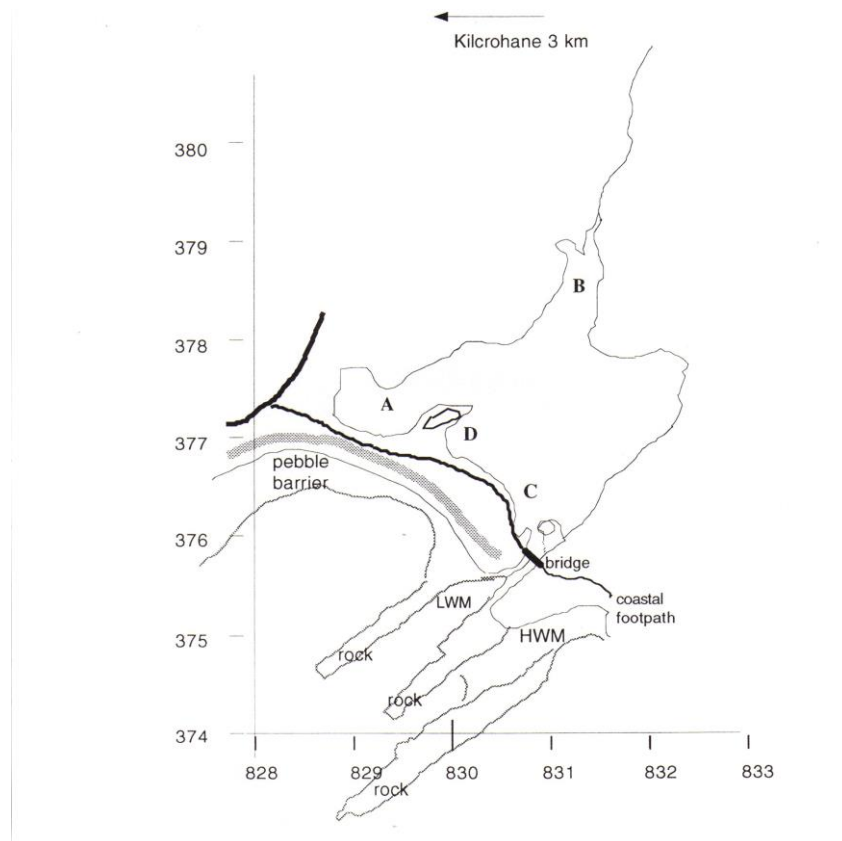 Kilcrohane 3 km
380
379
B
378
A
D
377
pebble
barrier
C
376
bridge
LWM
coastal
footpath
375
HWM
rock
rock
374
828
829
830
831
832
833
rock